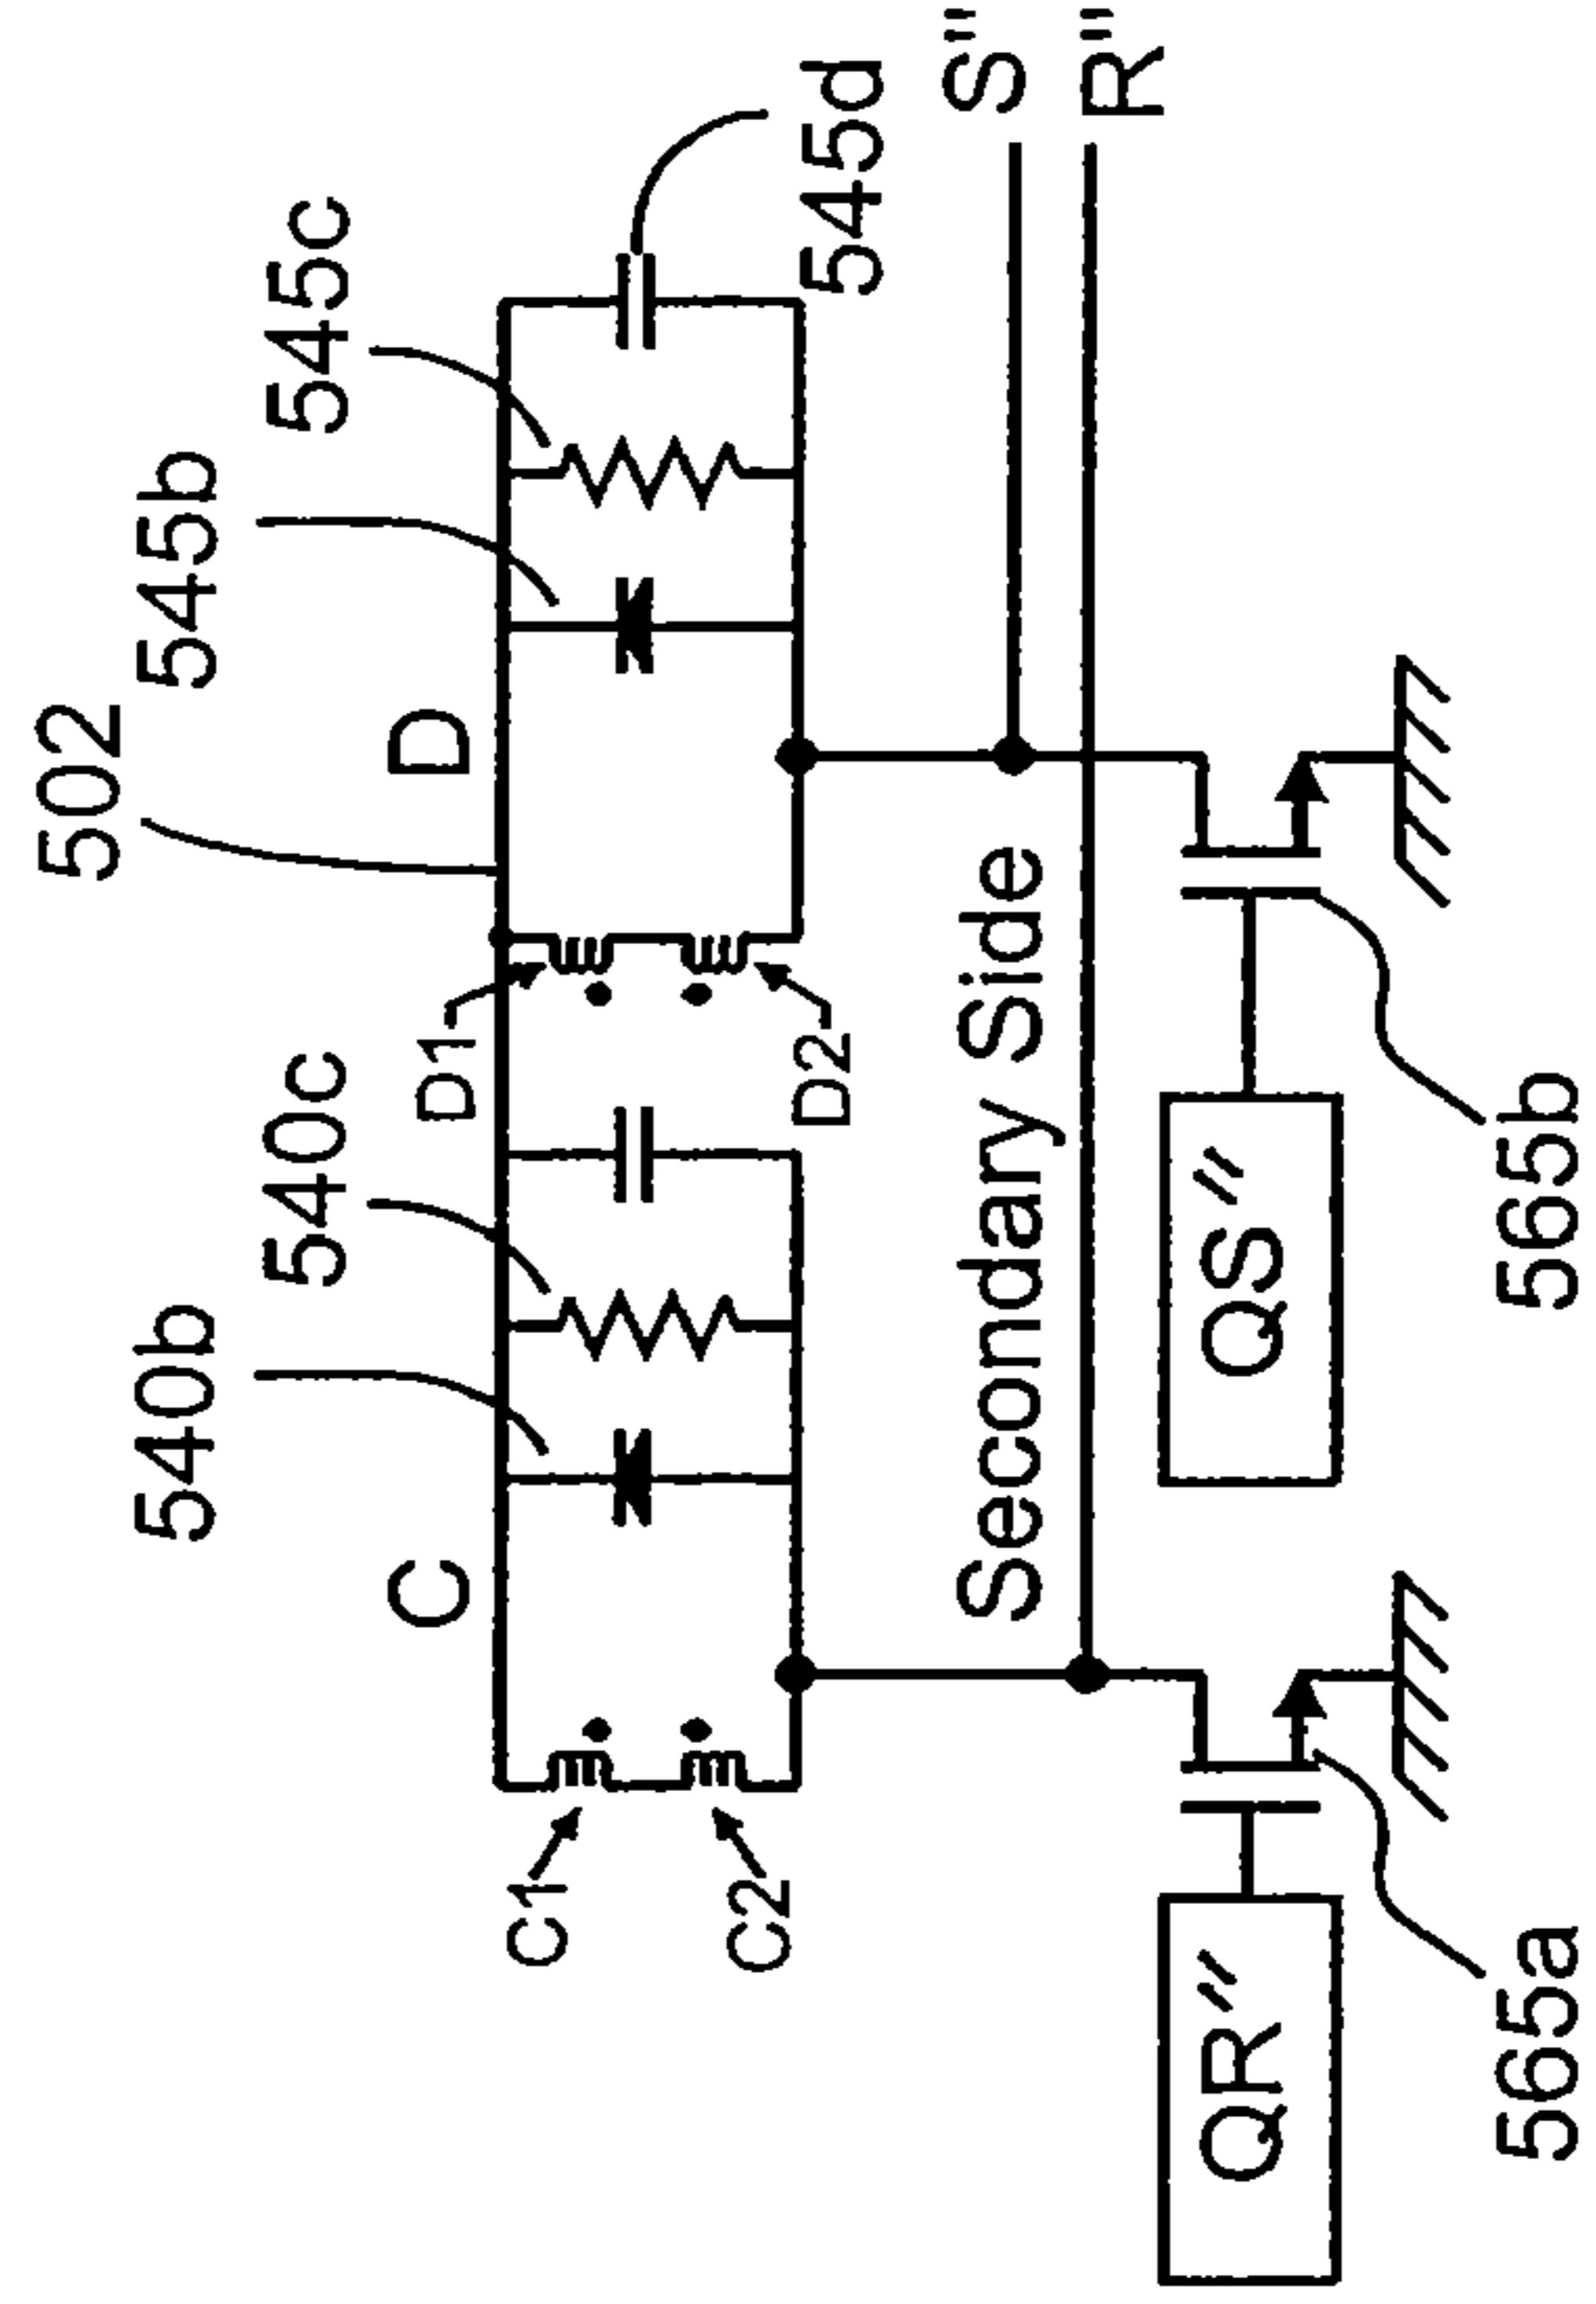 502
540b
545b
540c
545c
C
D
D1
C1
C2
D2
545d
Secondary Side
S"
R"
QR"
QS"
565a
565b